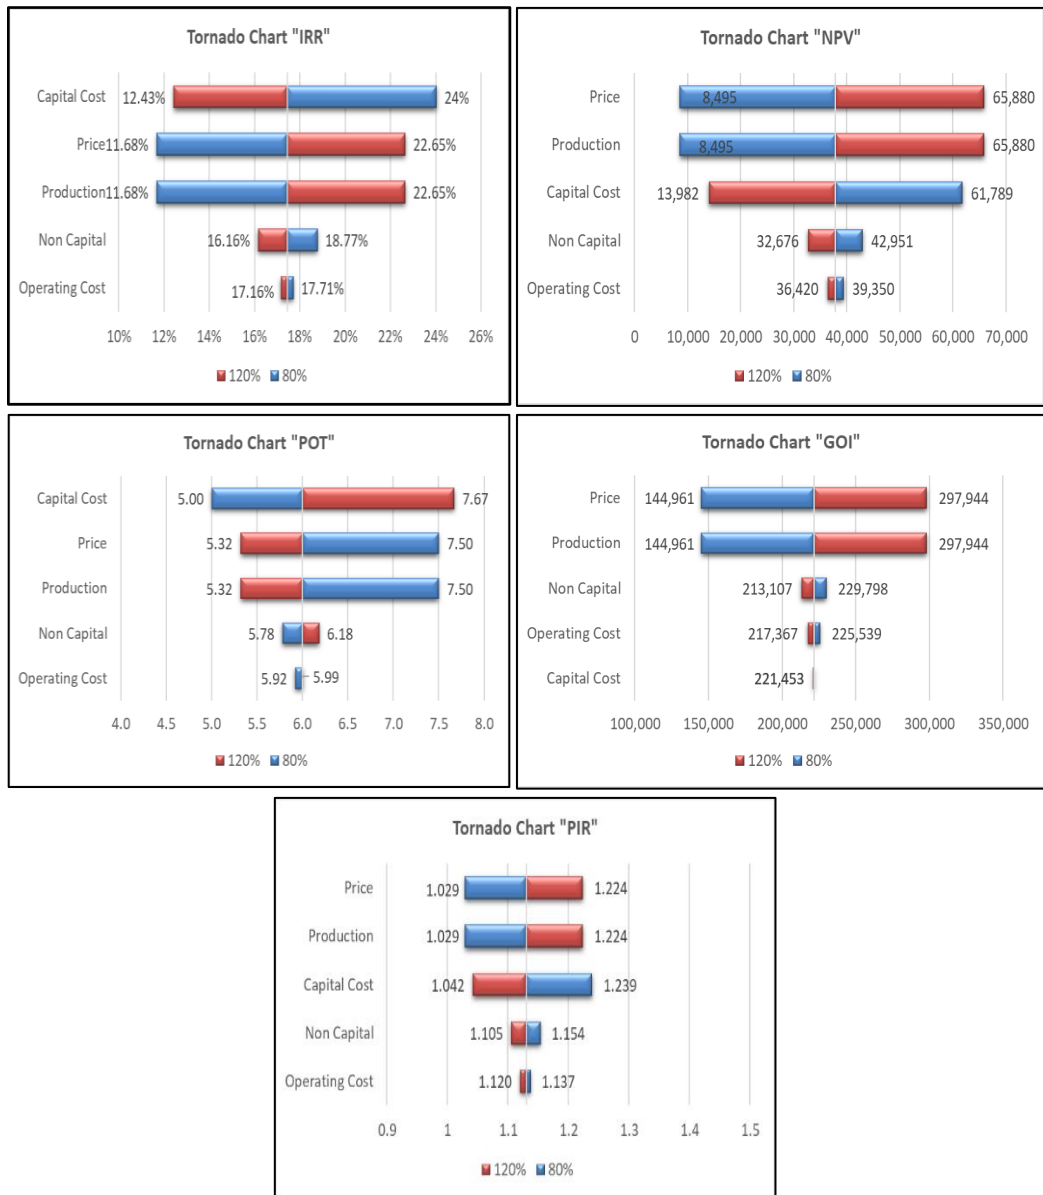 Tornado Chart "IRR"
Capital Cost 12.43% 24%
Price 11.68% 22.65%
Production 11.68% 22.65%
Non Capital 16.16% 18.77%
Operating Cost 17.16% 17.71%
10% 12% 14% 16% 18% 20% 22% 24% 26%
120% 80%
Tornado Chart "NPV"
Price 8,495 65,880
Production 8,495 65,880
Capital Cost 13,982 61,789
Non Capital 32,676 42,951
Operating Cost 36,420 39,350
0 10,000 20,000 30,000 40,000 50,000 60,000 70,000
120% 80%
Tornado Chart "POT"
Capital Cost 5.00 7.67
Price 5.32 7.50
Production 5.32 7.50
Non Capital 5.78 6.18
Operating Cost 5.92 5.99
4.0 4.5 5.0 5.5 6.0 6.5 7.0 7.5 8.0
120% 80%
Tornado Chart "GOI"
Price 144,961 297,944
Production 144,961 297,944
Non Capital 213,107 229,798
Operating Cost 217,367 225,539
Capital Cost 221,453
100,000 150,000 200,000 250,000 300,000 350,000
120% 80%
Tornado Chart "PIR"
Price 1.029 1.224
Production 1.029 1.224
Capital Cost 1.042 1.239
Non Capital 1.105 1.154
Operating Cost 1.120 1.137
0.9 1 1.1 1.2 1.3 1.4 1.5
120% 80%